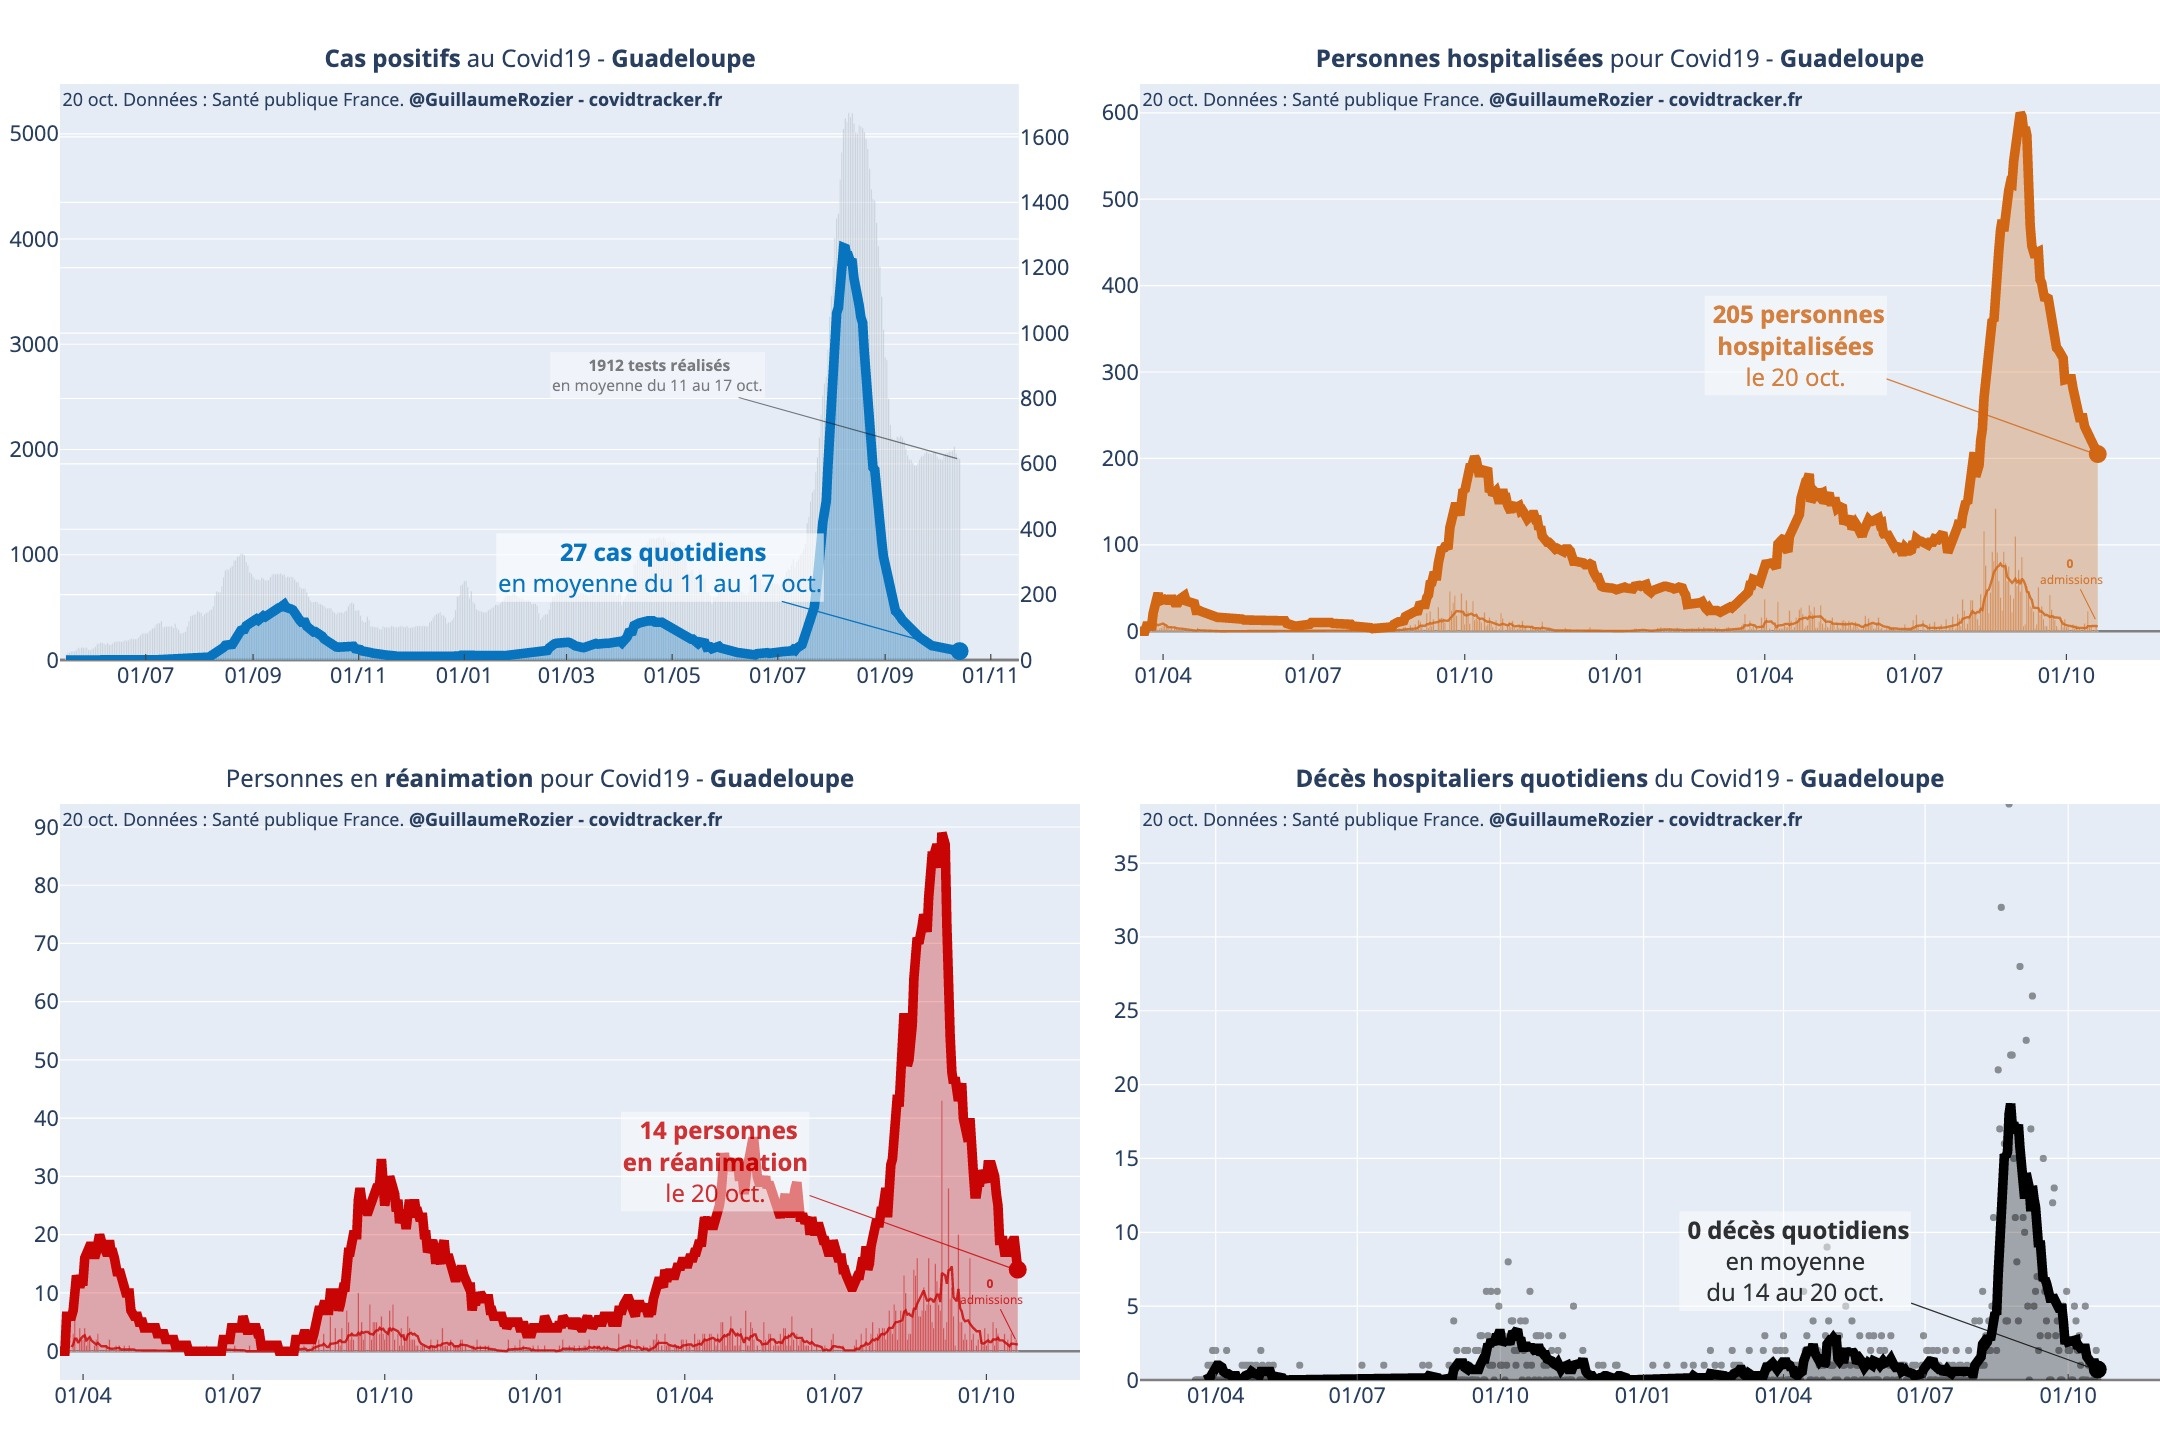 Cas positifs au Covid19 - Guadeloupe
20 oct. Données : Santé publique France. @GuillaumeRozier - covidtracker.fr
5000
4000
3000
2000
1000
0
1600
1400
1200
1000
800
600
400
200
0
1912 tests réalisés
en moyenne du 11 au 17 oct.
27 cas quotidiens
en moyenne du 11 au 17 oct.
01/07 01/09 01/11 01/01 01/03 01/05 01/07 01/09 01/11
Personnes hospitalisées pour Covid19 - Guadeloupe
20 oct. Données : Santé publique France. @GuillaumeRozier - covidtracker.fr
600
500
400
300
200
100
0
205 personnes
hospitalisées
le 20 oct.
0
admissions
01/04 01/07 01/10 01/01 01/04 01/07 01/10
Personnes en réanimation pour Covid19 - Guadeloupe
20 oct. Données : Santé publique France. @GuillaumeRozier - covidtracker.fr
90
80
70
60
50
40
30
20
10
0
14 personnes
en réanimation
le 20 oct.
0
admissions
01/04 01/07 01/10 01/01 01/04 01/07 01/10
Décès hospitaliers quotidiens du Covid19 - Guadeloupe
20 oct. Données : Santé publique France. @GuillaumeRozier - covidtracker.fr
35
30
25
20
15
10
5
0
0 décès quotidiens
en moyenne
du 14 au 20 oct.
01/04 01/07 01/10 01/01 01/04 01/07 01/10